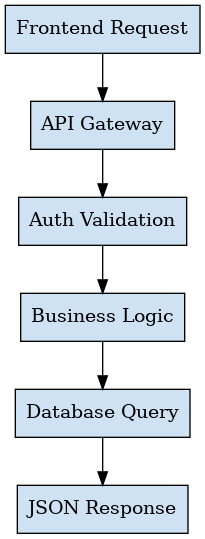 Frontend Request
API Gateway
Auth Validation
Business Logic
Database Query
JSON Response